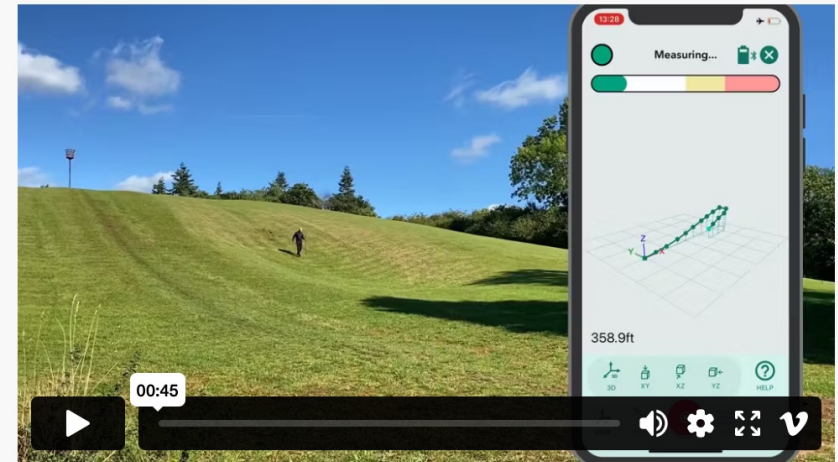 13:28
Measuring...
Z
Y
X
358.9ft
3D
XY
XZ
YZ
HELP
00:45